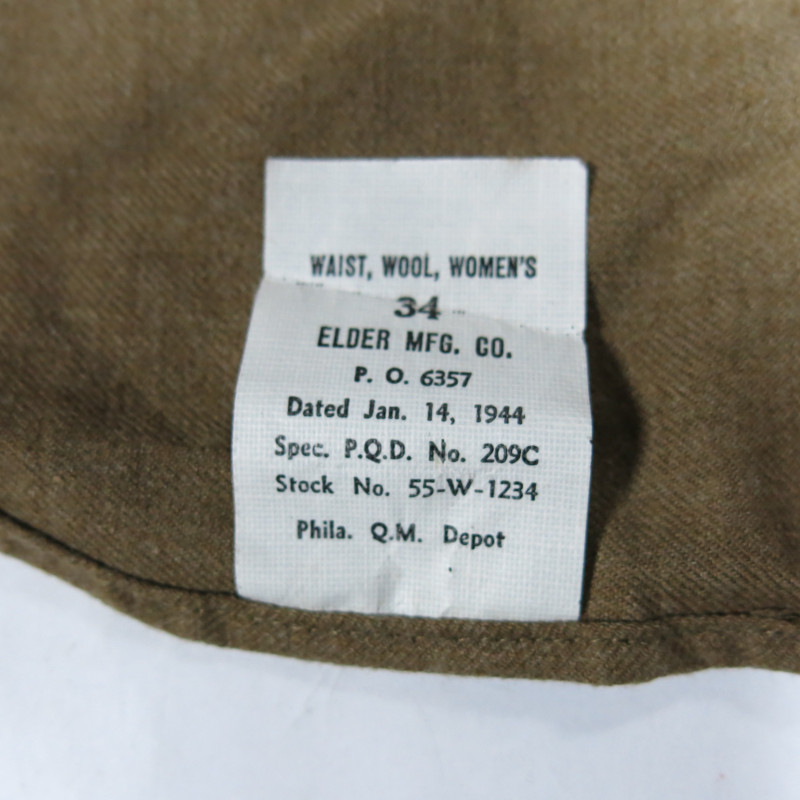 WAIST, WOOL, WOMEN'S
34
ELDER MFG. CO.
P. O. 6357
Dated Jan. 14, 1944
Spec. P.Q.D. No. 209C
Stock No. 55-W-1234
Phila. Q.M. Depot